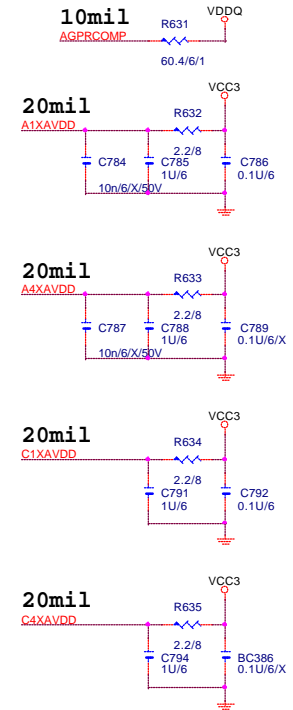 10mil
R631
VDDQ
AGPRCOMP
60.4/6/1
20mil
R632
VCC3
A1XAVDD
2.2/8
C784
C785
C786
1U/6
0.1U/6
10n/6/X/50V
20mil
R633
VCC3
A4XAVDD
2.2/8
C787
C788
C789
1U/6
0.1U/6/X
10n/6/X/50V
20mil
R634
VCC3
C1XAVDD
2.2/8
C791
C792
1U/6
0.1U/6
20mil
R635
VCC3
C4XAVDD
2.2/8
C794
BC386
1U/6
0.1U/6/X